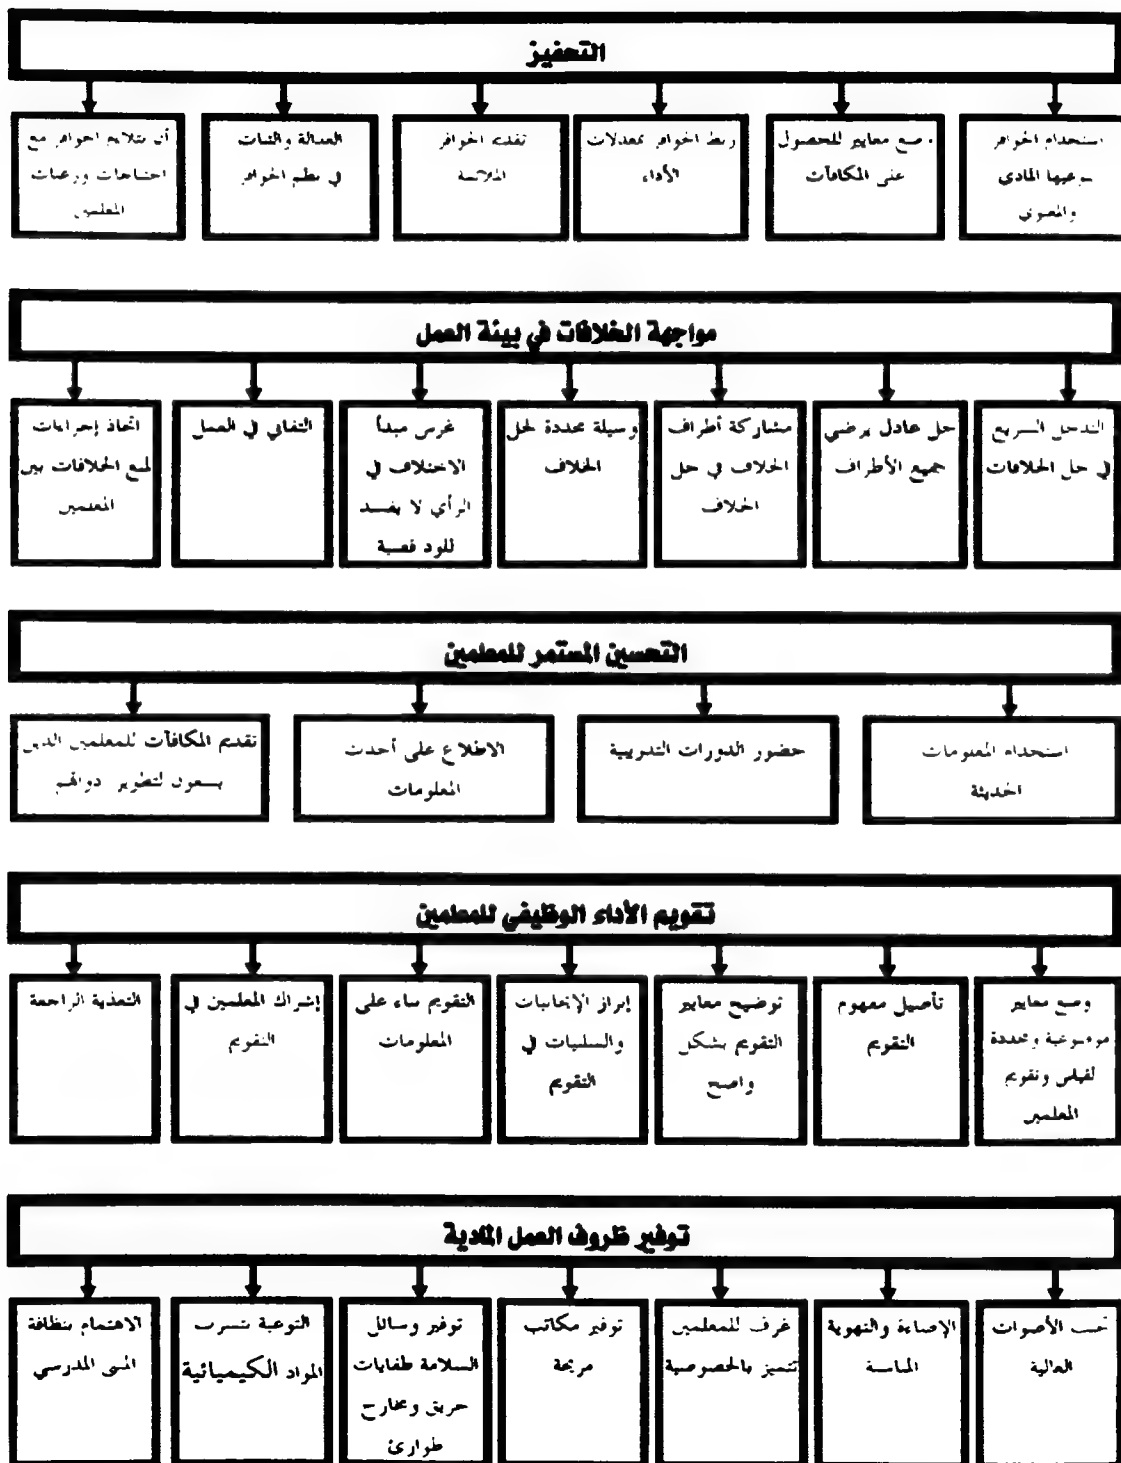 التحفيز
استخدام الحوافز
بنوعيها المادي
والمعنوي
وضع معايير للحصول
على المكافآت
ربط الحوافز بمعدلات
الأداء
تقديم الحوافز
الملائمة
العدالة والثبات
في نظم الحوافز
أن تتلاءم الحوافز مع
احتياجات ورغبات
المعلمين
مواجهة الخلافات في بيئة العمل
التدخل السريع
في حل الخلافات
حل عادل يرضي
جميع الأطراف
مشاركة أطراف
الخلاف في حل
الخلاف
وسيلة محددة لحل
الخلاف
غرس مبدأ
الاختلاف في
الرأي لا يفسد
للود قضية
التفاني في العمل
اتخاذ إجراءات
لمنع الخلافات بين
المعلمين
التحسين المستمر للمعلمين
استخدام المعلومات
الحديثة
حضور الدورات التدريبية
الاطلاع على أحدث
المعلومات
تقديم المكافآت للمعلمين الذين
يسعون لتطوير ذواتهم
تقويم الأداء الوظيفي للمعلمين
وضع معايير
موضوعية ومحددة
لقياس وتقويم
المعلمين
تأصيل مفهوم
التقويم
توضيح معايير
التقويم بشكل
واضح
إبراز الإيجابيات
والسلبيات في
التقويم
التقويم بناء على
المعلومات
إشراك المعلمين في
التقويم
التغذية الراجعة
توفير ظروف العمل المادية
تجنب الأصوات
العالية
الإضاءة والتهوية
المناسبة
غرف للمعلمين
تتميز بالخصوصية
توفير مكاتب
مريحة
توفير وسائل
السلامة طفايات
حريق ومخارج
طوارئ
التوعية بتسرب
المواد الكيميائية
الاهتمام بنظافة
المبنى المدرسي